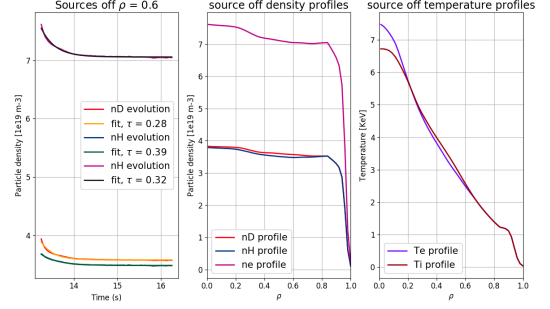 Sources off ρ = 0.6
source off density profiles
source off temperature profiles
Particle density [1e19 m-3]
7
6
5
4
nD evolution
fit, τ = 0.28
nH evolution
fit, τ = 0.39
nH evolution
fit, τ = 0.32
14
15
16
Time (s)
Particle density [1e19 m-3]
7
6
5
4
3
2
1
0
nD profile
nH profile
ne profile
0.0
0.2
0.4
0.6
0.8
1.0
ρ
Temperature [KeV]
7
6
5
4
3
2
1
0
Te profile
Ti profile
0.0
0.2
0.4
0.6
0.8
1.0
ρ